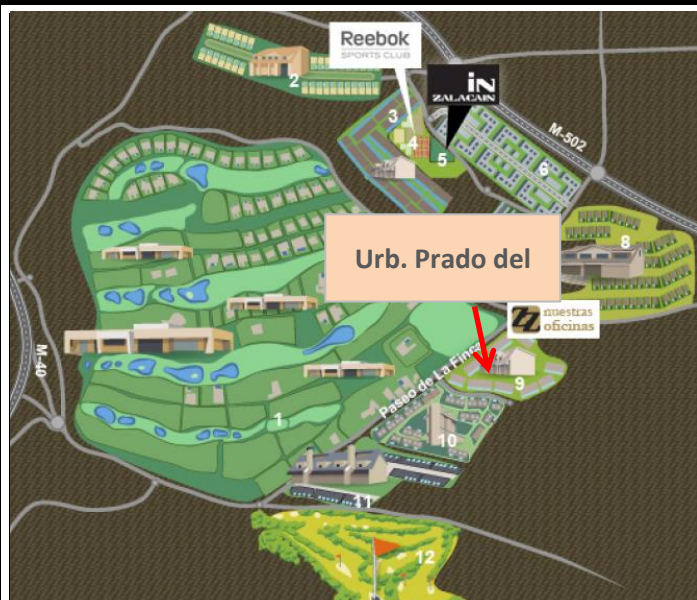 Reebok
SPORTS CLUB
2
in
ZALACAIN
3
4
5
M-502
6
8
Urb. Prado del
nuestras
oficinas
M-40
Paseo de La Finca
9
1
10
11
12